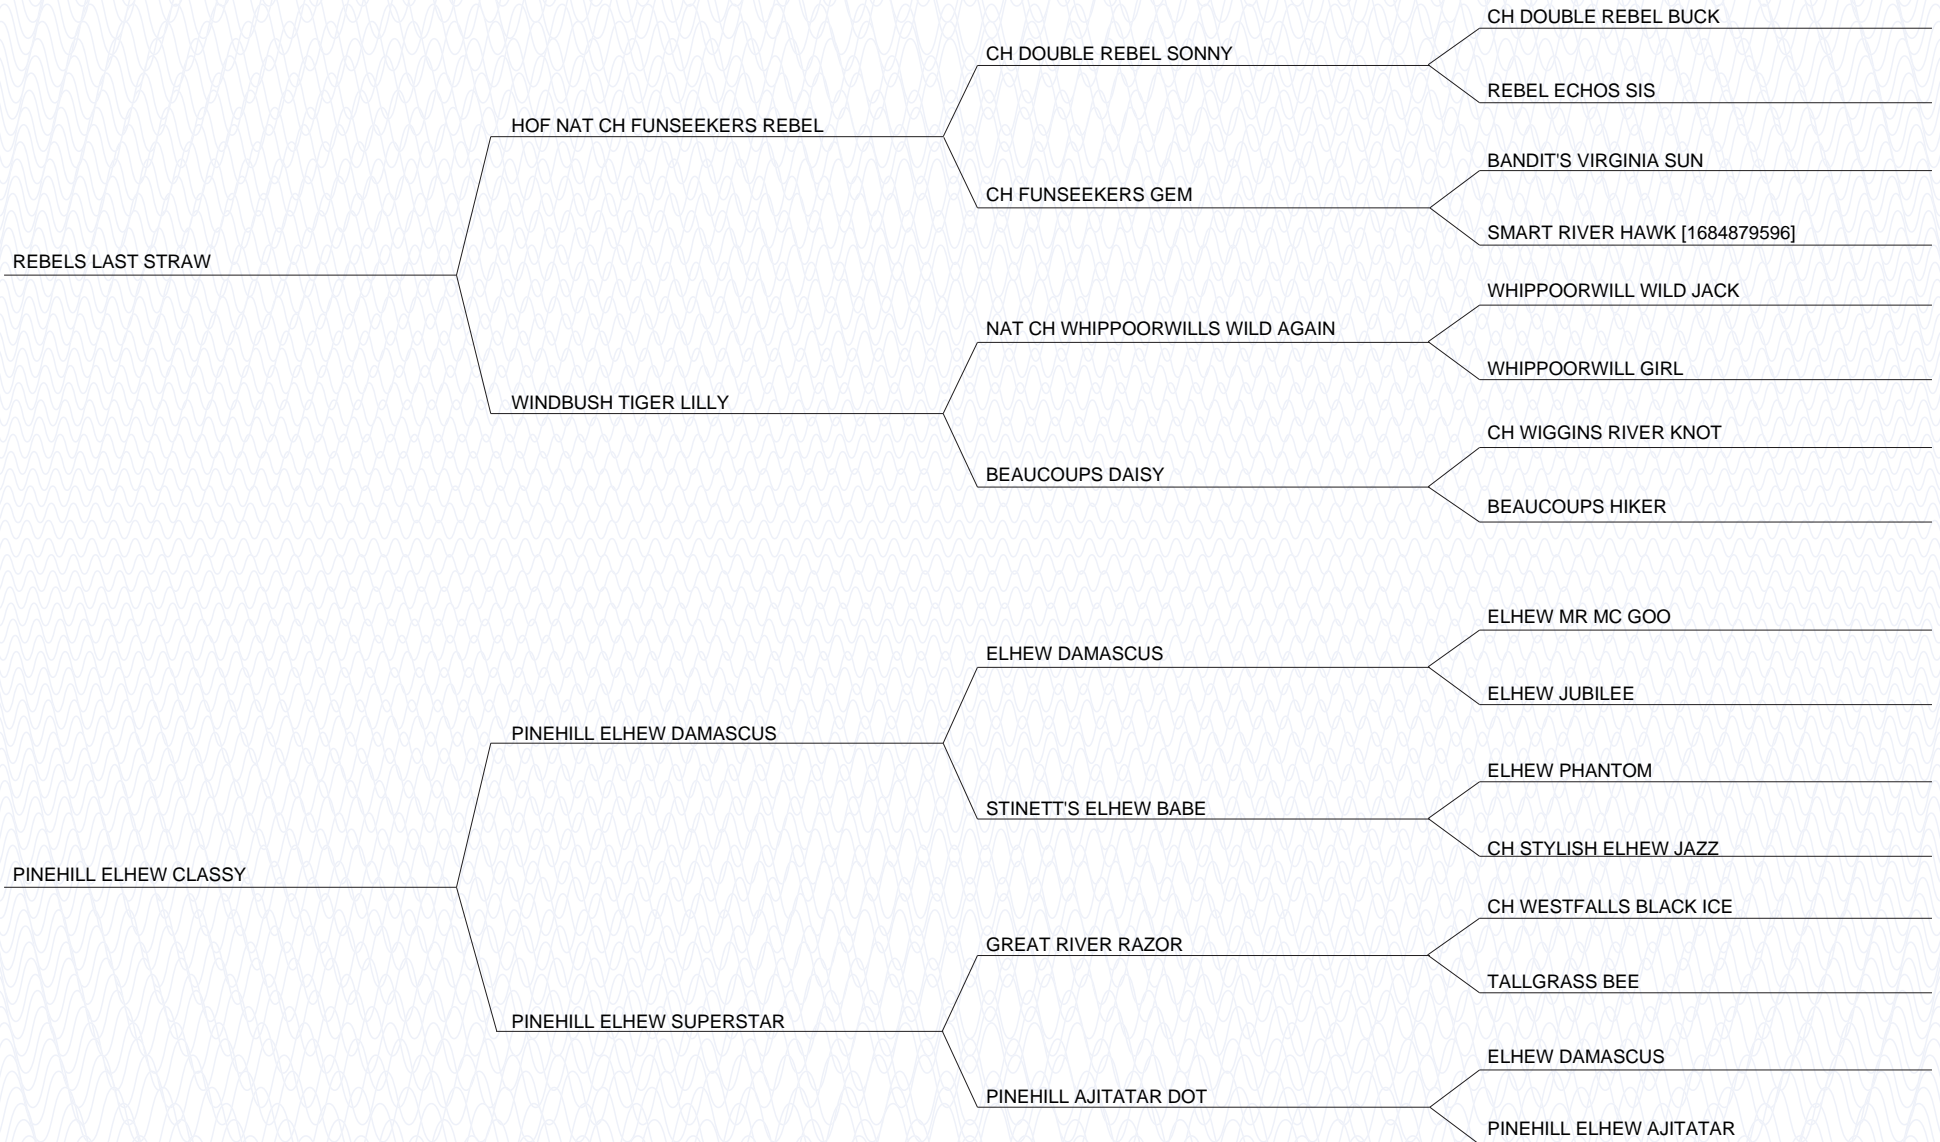 CH DOUBLE REBEL BUCK
CH DOUBLE REBEL SONNY
REBEL ECHOS SIS
HOF NAT CH FUNSEEKERS REBEL
BANDIT'S VIRGINIA SUN
CH FUNSEEKERS GEM
SMART RIVER HAWK [1684879596]
REBELS LAST STRAW
WHIPPOORWILL WILD JACK
NAT CH WHIPPOORWILLS WILD AGAIN
WHIPPOORWILL GIRL
WINDBUSH TIGER LILLY
CH WIGGINS RIVER KNOT
BEAUCOUPS DAISY
BEAUCOUPS HIKER
ELHEW MR MC GOO
ELHEW DAMASCUS
ELHEW JUBILEE
PINEHILL ELHEW DAMASCUS
ELHEW PHANTOM
STINETT'S ELHEW BABE
CH STYLISH ELHEW JAZZ
PINEHILL ELHEW CLASSY
CH WESTFALLS BLACK ICE
GREAT RIVER RAZOR
TALLGRASS BEE
PINEHILL ELHEW SUPERSTAR
ELHEW DAMASCUS
PINEHILL AJITATAR DOT
PINEHILL ELHEW AJITATAR